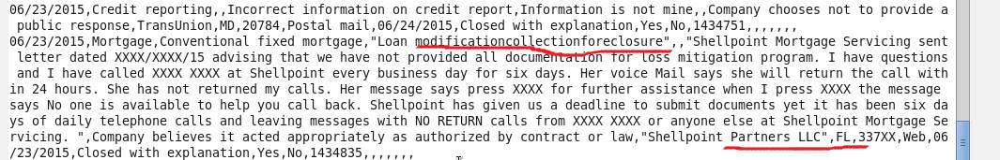 06/23/2015,Credit reporting,,Incorrect information on credit report,Information is not mine,,Company chooses not to provide a
 public response,TransUnion,MD,20784,Postal mail,06/24/2015,Closed with explanation,Yes,No,1434751,,,,,,,
06/23/2015,Mortgage,Conventional fixed mortgage,"Loan modificationcollectionforeclosure",,"Shellpoint Mortgage Servicing sent
 letter dated XXXX/XXXX/15 advising that we have not provided all documentation for loss mitigation program. I have questions
 and I have called XXXX XXXX at Shellpoint every business day for six days. Her voice Mail says she will return the call with
in 24 hours. She has not returned my calls. Her message says press XXXX for further assistance when I press XXXX the message 
says No one is available to help you call back. Shellpoint has given us a deadline to submit documents yet it has been six da
ys of daily telephone calls and leaving messages with NO RETURN calls from XXXX XXXX or anyone else at Shellpoint Mortgage Se
rvicing. ",Company believes it acted appropriately as authorized by contract or law,"Shellpoint Partners LLC",FL,337XX,Web,06
/23/2015,Closed with explanation,Yes,No,1434835,,,,,,,